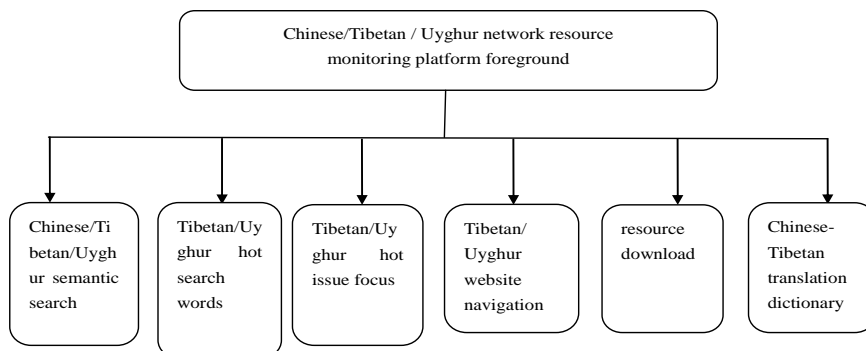 Chinese/Tibetan / Uyghur network resource
monitoring platform foreground
Chinese/Ti
betan/Uygh
ur semantic
search
Tibetan/Uy
ghur hot
search
words
Tibetan/Uy
ghur hot
issue focus
Tibetan/
Uyghur
website
navigation
resource
download
Chinese-
Tibetan
translation
dictionary